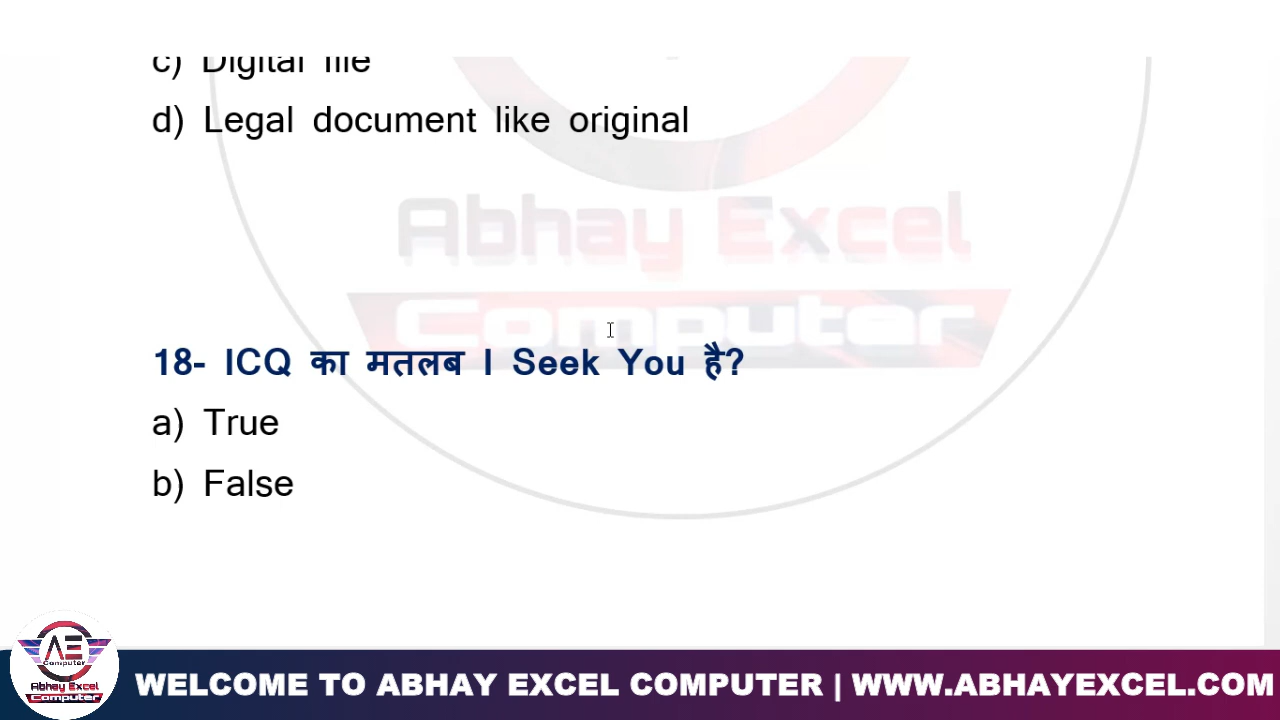 c) Digital file
d) Legal document like original
Abhay Excel
Computer
18- ICQ का मतलब I Seek You है?
a) True
b) False
AE
Computer
Abhay Excel
Computer
WELCOME TO ABHAY EXCEL COMPUTER | WWW.ABHAYEXCEL.COM